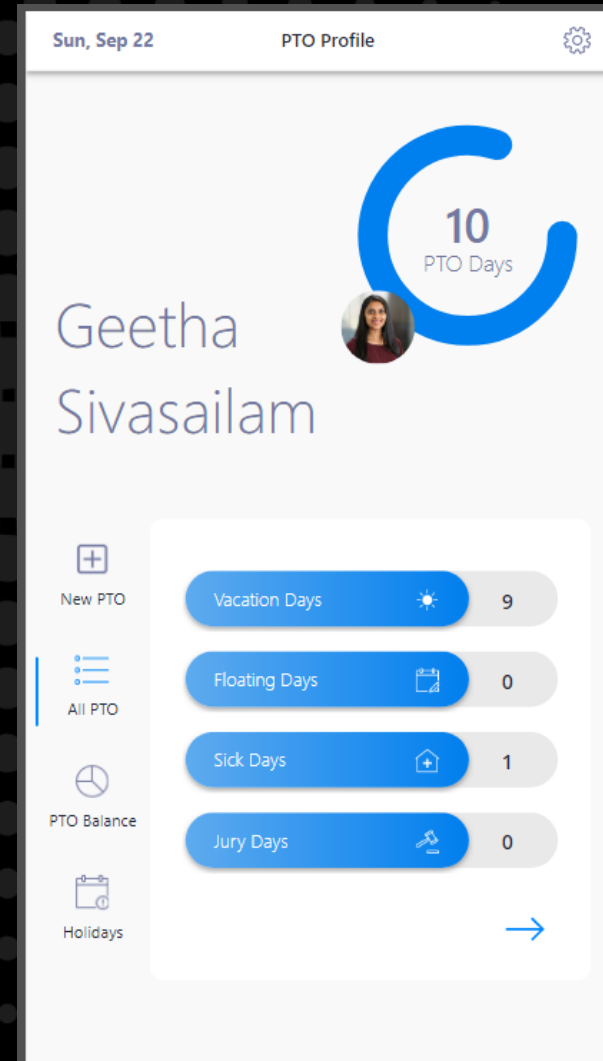 Sun, Sep 22
PTO Profile
10
PTO Days
Geetha
Sivasailam
New PTO
All PTO
PTO Balance
Holidays
Vacation Days 9
Floating Days 0
Sick Days 1
Jury Days 0